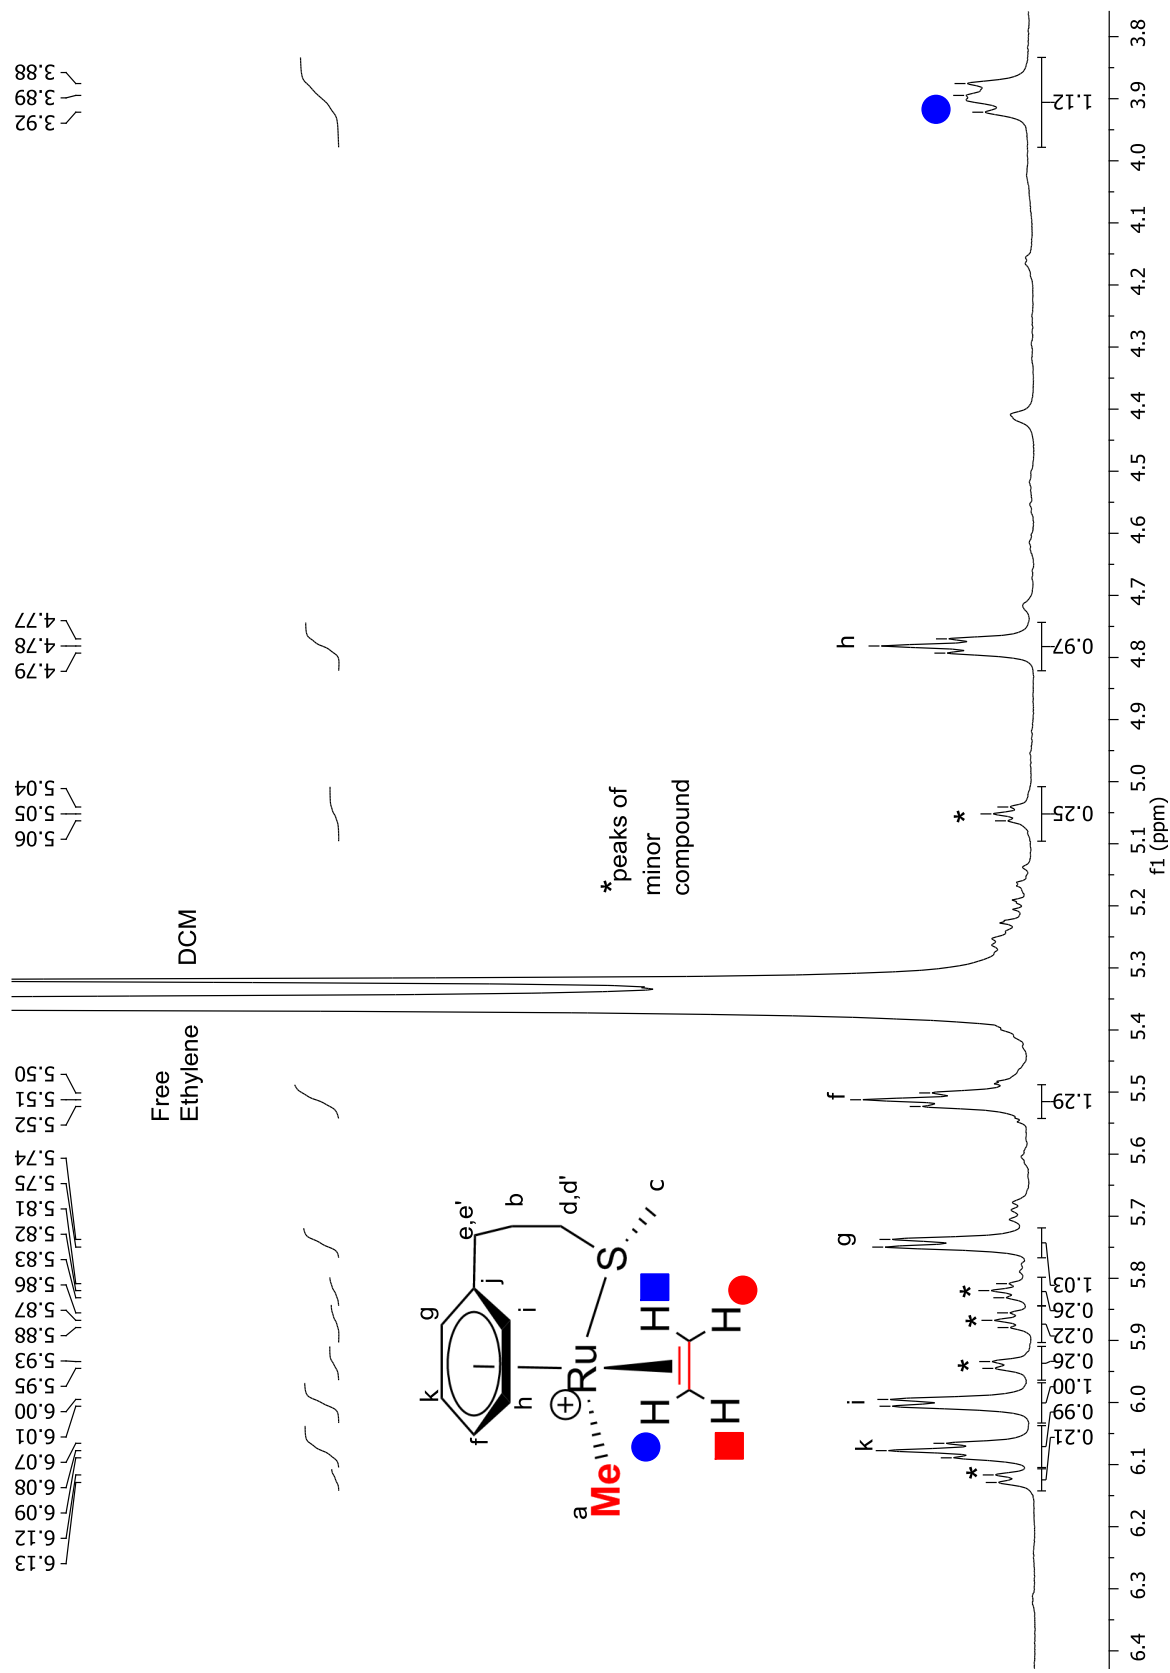 6.13
6.12
6.09
6.08
6.07
6.01
6.00
5.95
5.93
5.88
5.87
5.86
5.83
5.82
5.81
5.75
5.74
5.52
5.51
5.50
5.06
5.05
5.04
4.79
4.78
4.77
3.92
3.89
3.88
Free
Ethylene
DCM
*peaks of
minor
compound
a
Me
+
Ru
S
c
b
d,d'
e,e'
f
g
h
i
j
k
H
H
H
H
*
k
i
*
*
*
g
f
*
h
0.21
0.99
1.00
0.26
0.22
0.26
1.03
1.29
0.25
0.97
1.12
6.4
6.3
6.2
6.1
6.0
5.9
5.8
5.7
5.6
5.5
5.4
5.3
5.2
5.1
5.0
4.9
4.8
4.7
4.6
4.5
4.4
4.3
4.2
4.1
4.0
3.9
3.8
f1 (ppm)